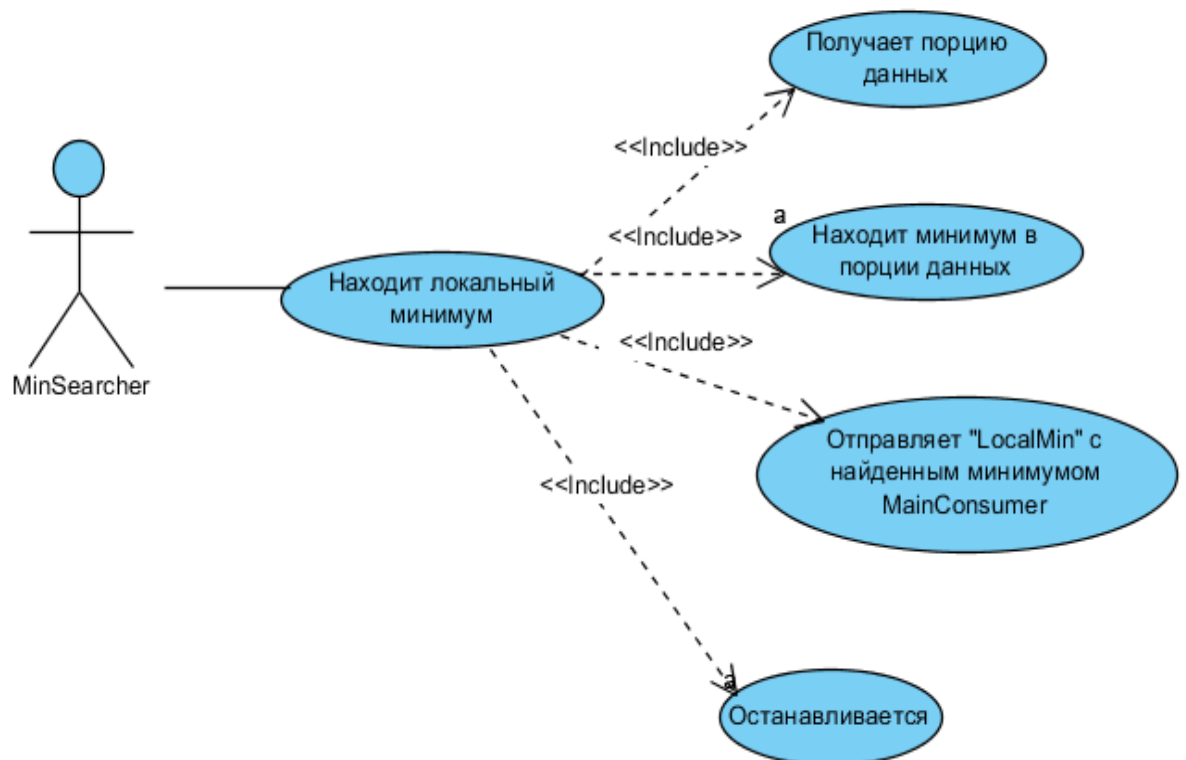 Получает порцию
данных
<<Include>>
<<Include>>
a
Находит минимум в
порции данных
Находит локальный
минимум
<<Include>>
MinSearcher
Отправляет "LocalMin" с
найденным минимумом
MainConsumer
<<Include>>
a
Останавливается